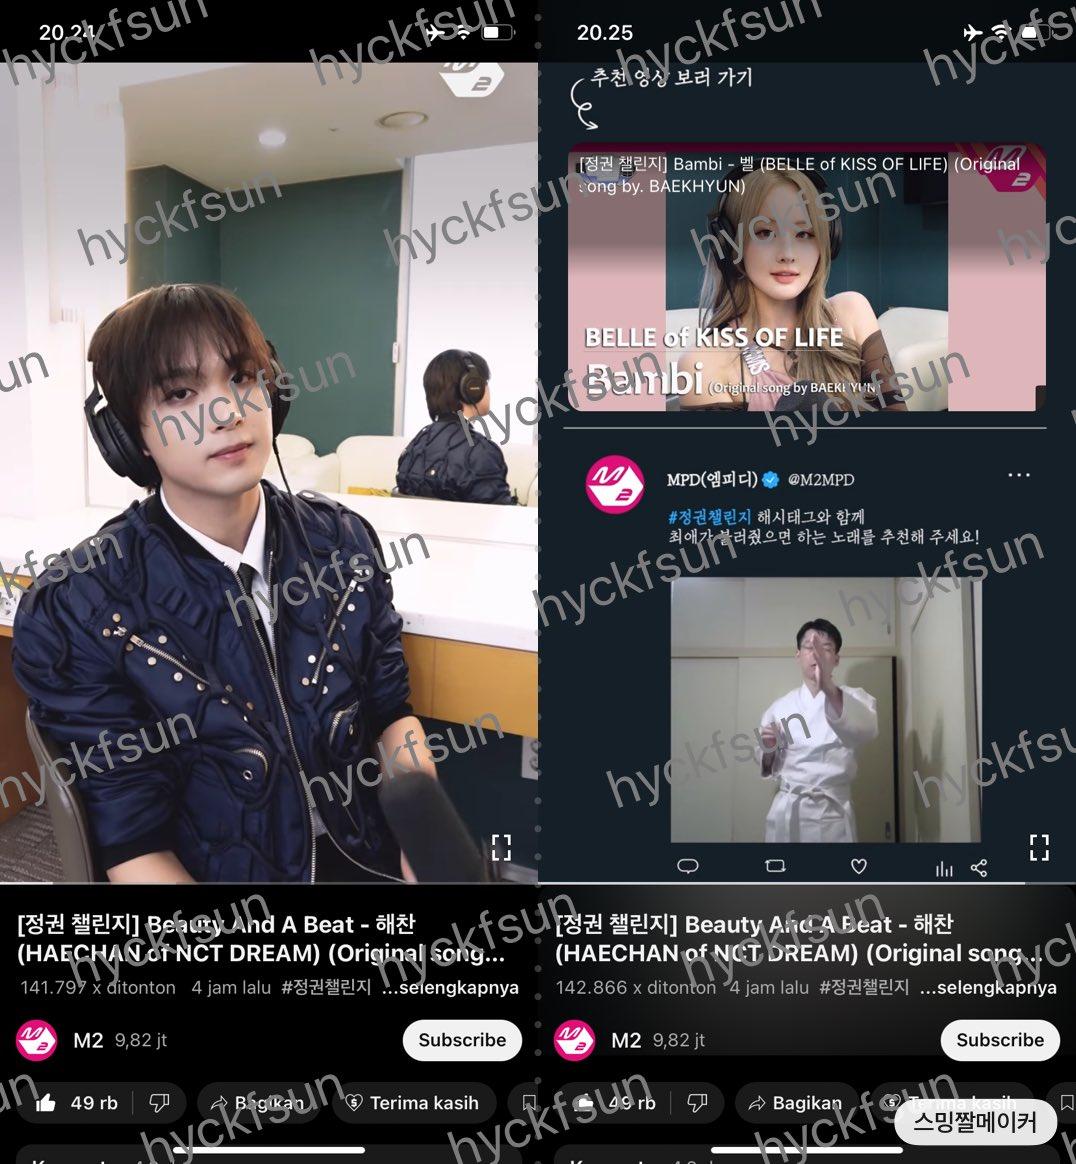 20.24
M2
[정권 챌린지] Beauty And A Beat - 해찬
(HAECHAN of NCT DREAM) (Original song...
141.797 x ditonton 4 jam lalu #정권챌린지 ...selengkapnya
M2 9,82 jt Subscribe
49 rb Bagikan Terima kasih
20.25
추천 영상 보러 가기
[정권 챌린지] Bambi - 벨 (BELLE of KISS OF LIFE) (Original
song by. BAEKHYUN)
M2
BELLE of KISS OF LIFE
Bambi (Original song by BAEKHYUN)
M2
MPD(엠피디) @M2MPD
#정권챌린지 해시태그와 함께
최애가 불러줬으면 하는 노래를 추천해 주세요!
[정권 챌린지] Beauty And A Beat - 해찬
(HAECHAN of NCT DREAM) (Original song...
142.866 x ditonton 4 jam lalu #정권챌린지 ...selengkapnya
M2 9,82 jt Subscribe
49 rb Bagikan Terima kasih
스밍짤메이커
hyckfsun